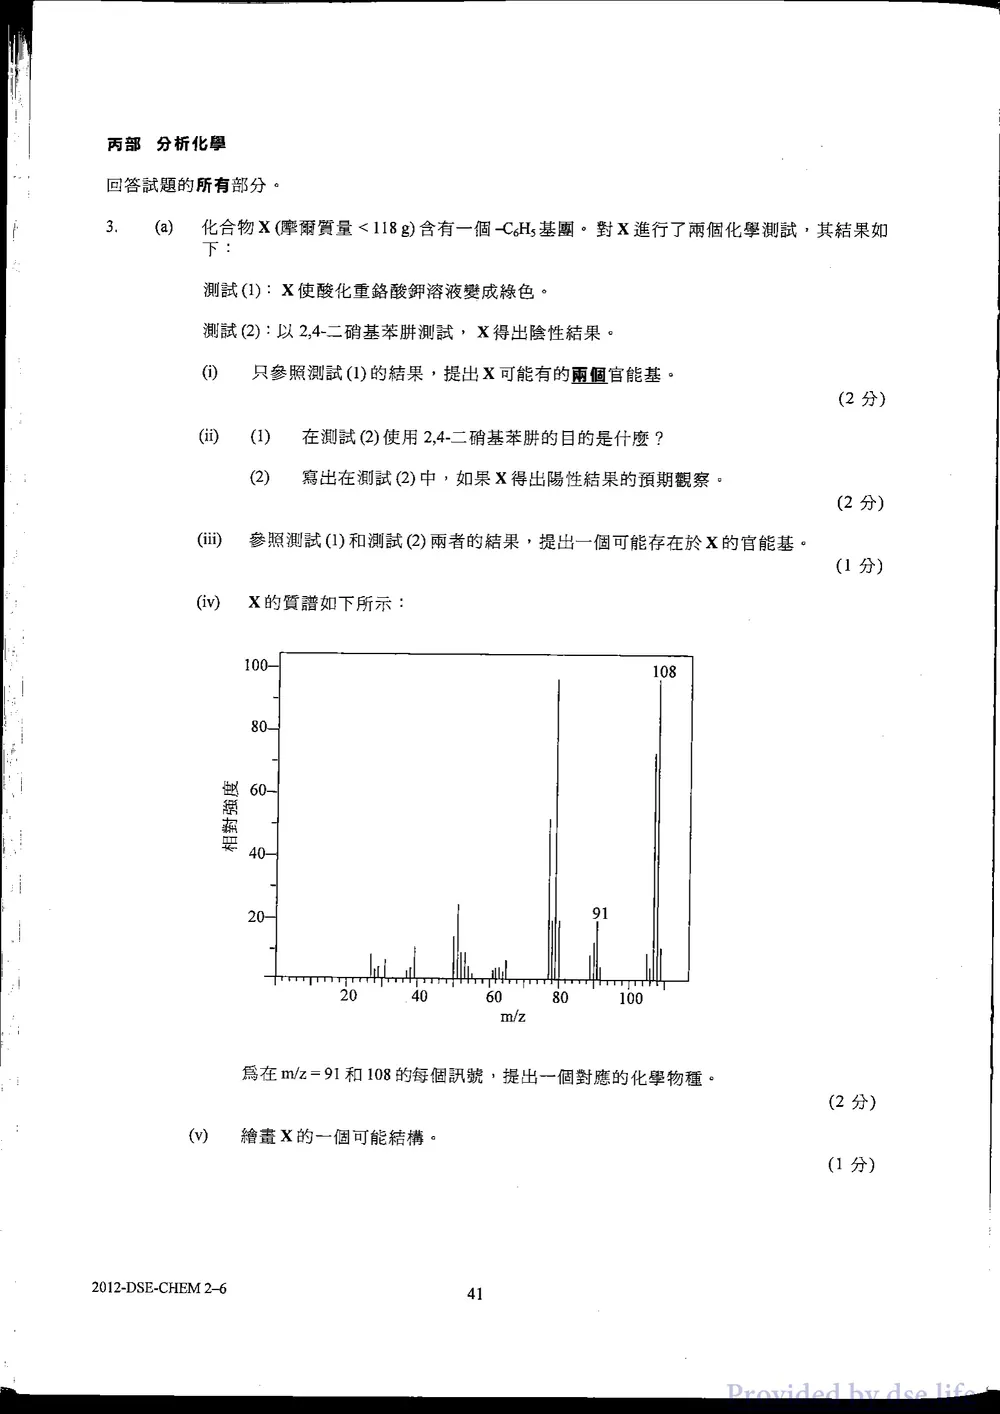 丙部 分析化學
回答試題的所有部分。
3. (a) 化合物 X (摩爾質量 < 118 g) 含有一個 –C₆H₅ 基團。對 X 進行了兩個化學測試，其結果如
下：
測試 (1)： X 使酸化重鉻酸鉀溶液變成綠色。
測試 (2)：以 2,4-二硝基苯肼測試， X 得出陰性結果。
(i) 只參照測試 (1) 的結果，提出 X 可能有的兩個官能基。
(2 分)
(ii) (1) 在測試 (2) 使用 2,4-二硝基苯肼的目的是什麼？
(2) 寫出在測試 (2) 中，如果 X 得出陽性結果的預期觀察。
(2 分)
(iii) 參照測試 (1) 和測試 (2) 兩者的結果，提出一個可能存在於 X 的官能基。
(1 分)
(iv) X 的質譜如下所示：
100
108
80
相對強度
60
40
20
91
20 40 60 80 100
m/z
爲在 m/z = 91 和 108 的每個訊號，提出一個對應的化學物種。
(2 分)
(v) 繪畫 X 的一個可能結構。
(1 分)
2012-DSE-CHEM 2–6
41
Provided by dse.life